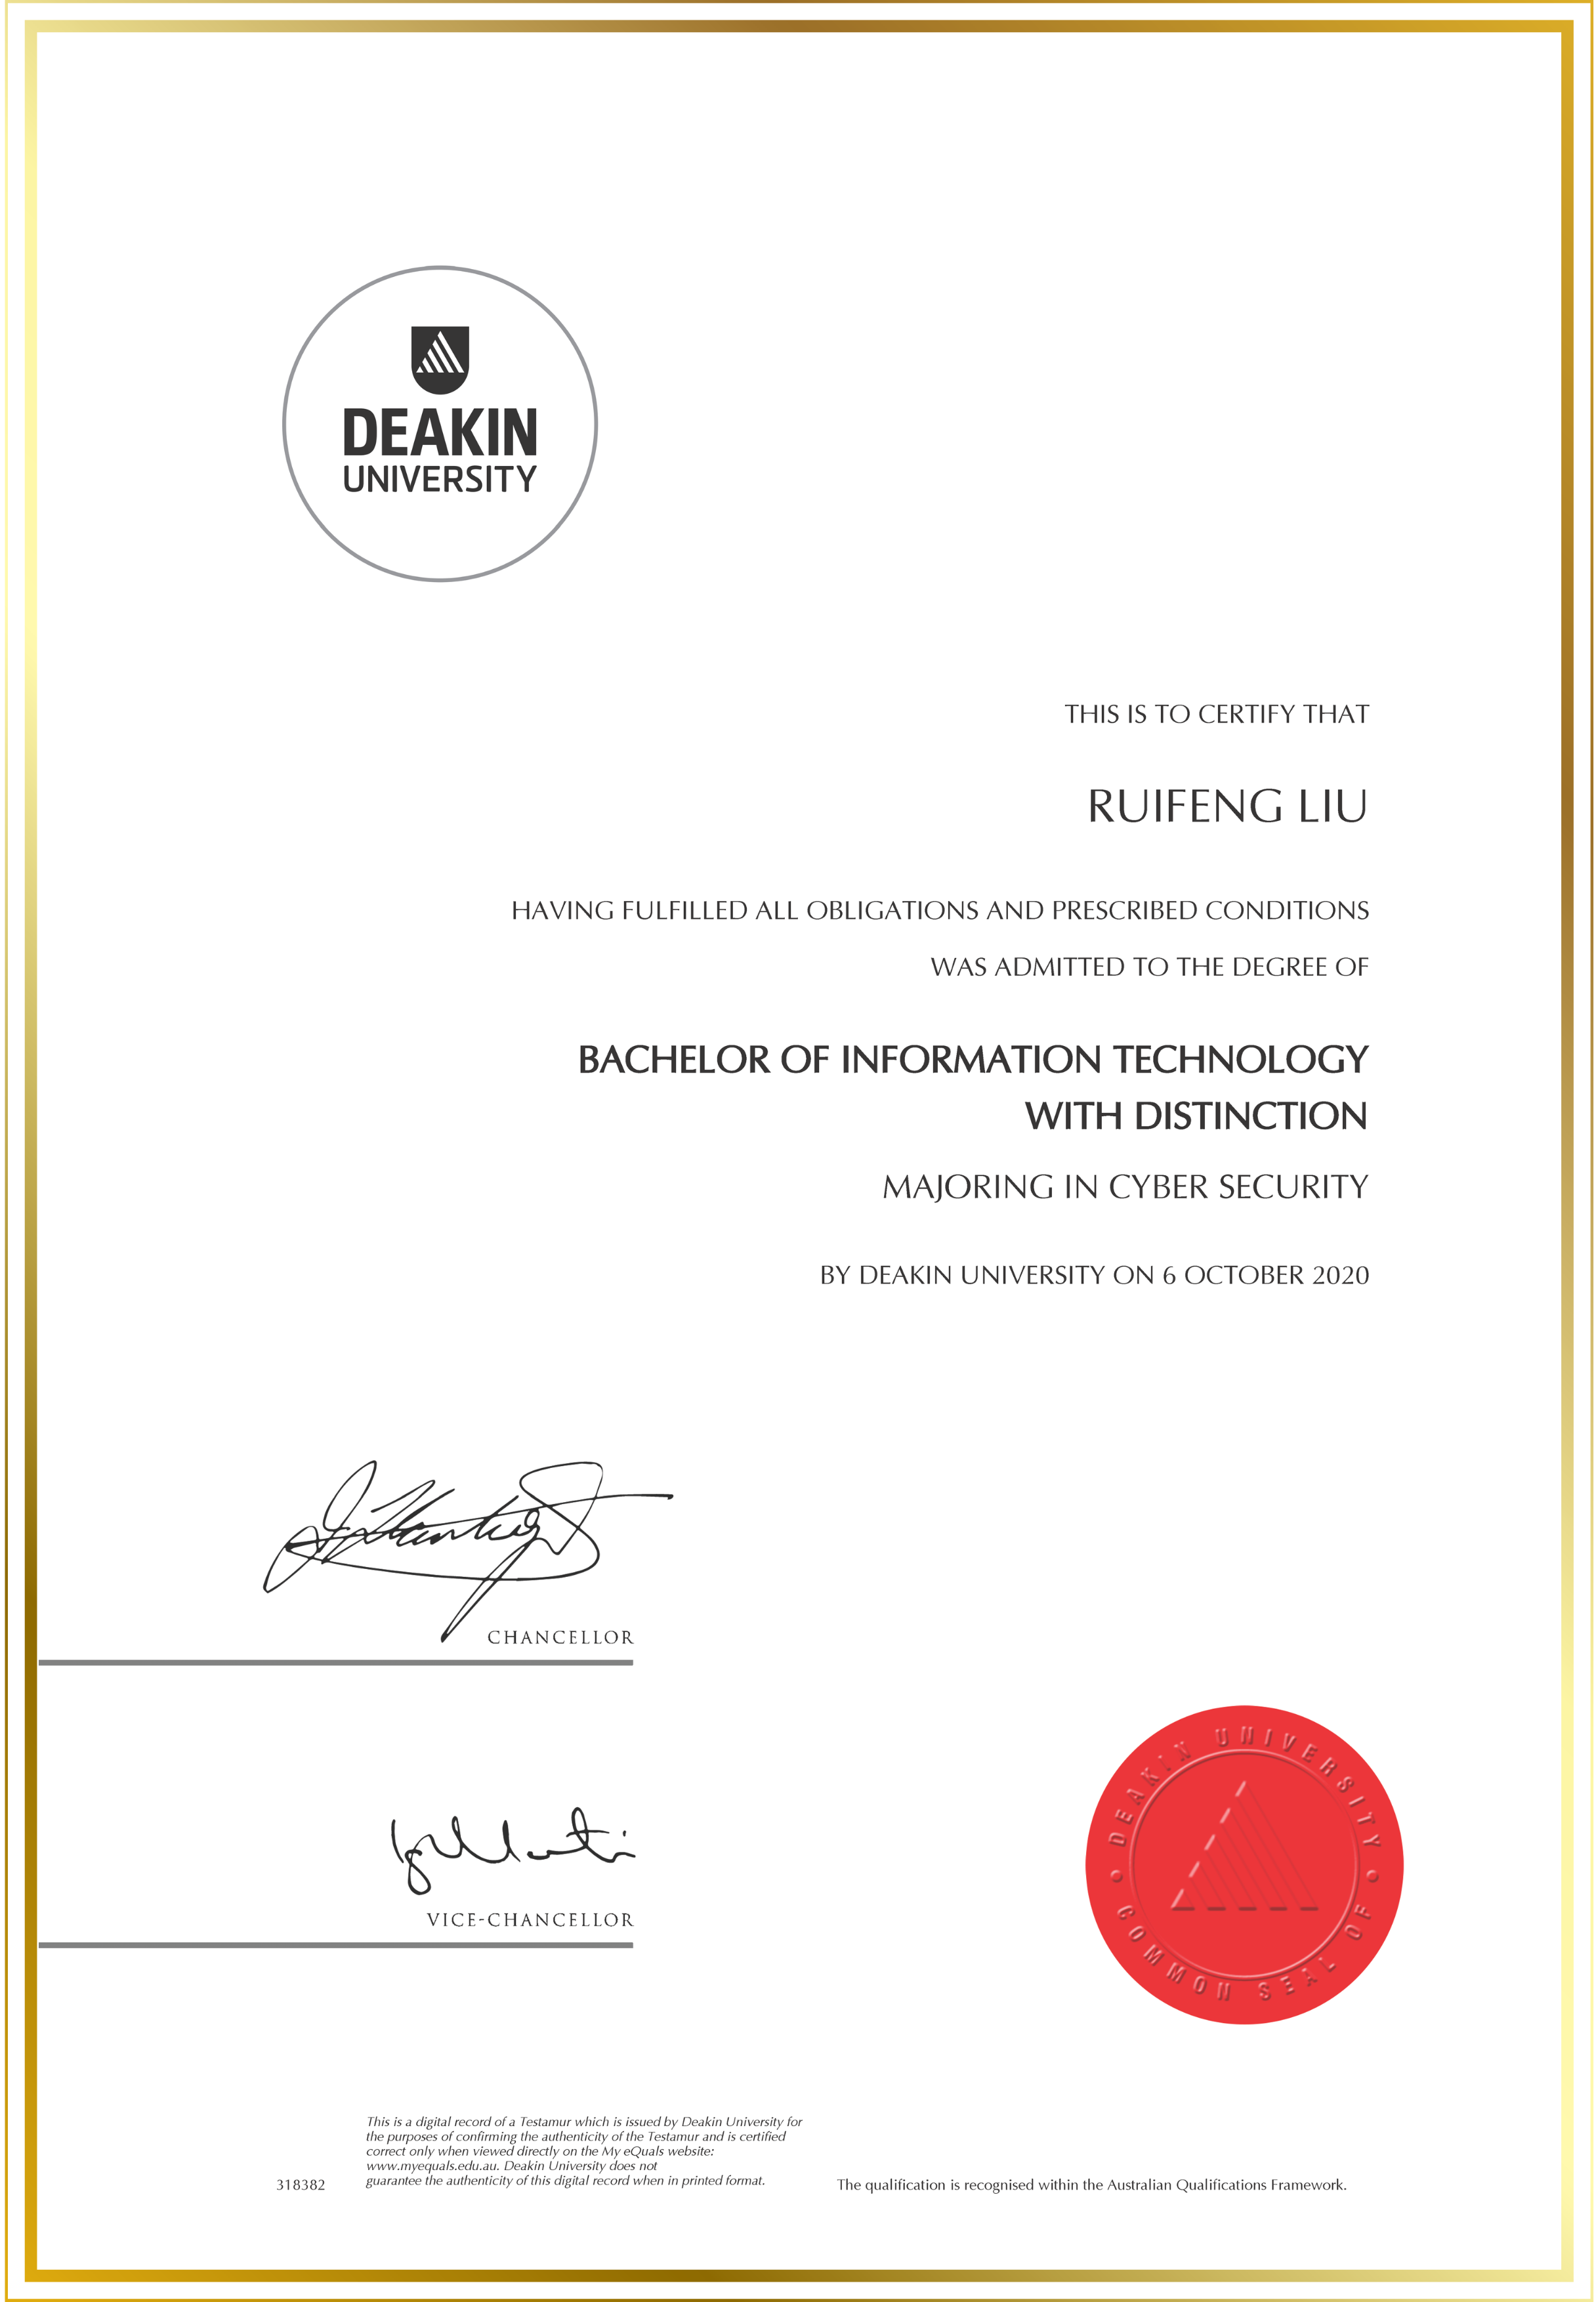 DEAKIN
UNIVERSITY
THIS IS TO CERTIFY THAT
RUIFENG LIU
HAVING FULFILLED ALL OBLIGATIONS AND PRESCRIBED CONDITIONS
WAS ADMITTED TO THE DEGREE OF
BACHELOR OF INFORMATION TECHNOLOGY
WITH DISTINCTION
MAJORING IN CYBER SECURITY
BY DEAKIN UNIVERSITY ON 6 OCTOBER 2020
CHANCELLOR
VICE-CHANCELLOR
DEAKIN UNIVERSITY
COMMON SEAL OF
This is a digital record of a Testamur which is issued by Deakin University for
the purposes of confirming the authenticity of the Testamur and is certified
correct only when viewed directly on the My eQuals website:
www.myequals.edu.au. Deakin University does not
guarantee the authenticity of this digital record when in printed format.
318382
The qualification is recognised within the Australian Qualifications Framework.